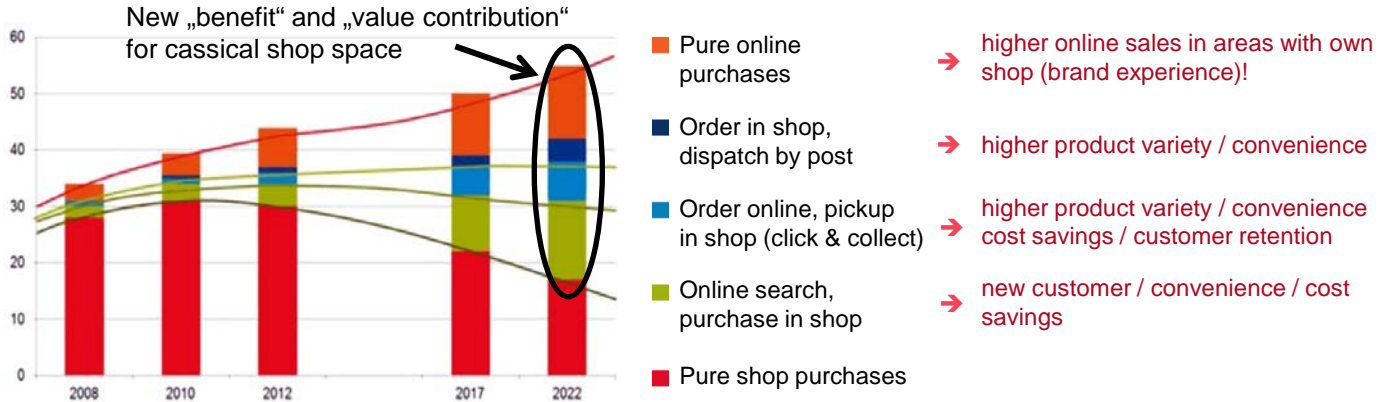 New „benefit“ and „value contribution“
for cassical shop space
60
50
40
30
20
10
0
2008
2010
2012
2017
2022
Pure online
purchases
higher online sales in areas with own
shop (brand experience)!
Order in shop,
dispatch by post
higher product variety / convenience
Order online, pickup
in shop (click & collect)
higher product variety / convenience
cost savings / customer retention
Online search,
purchase in shop
new customer / convenience / cost
savings
Pure shop purchases